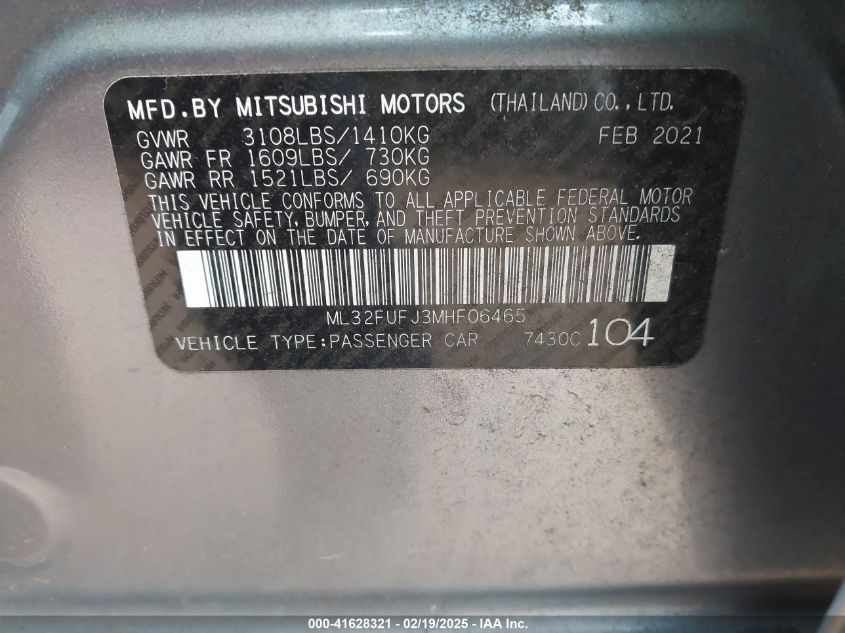 MFD.BY MITSUBISHI MOTORS (THAILAND)CO.,LTD.
GVWR 3108LBS/1410KG FEB 2021
GAWR FR 1609LBS/ 730KG
GAWR RR 1521LBS/ 690KG
THIS VEHICLE CONFORMS TO ALL APPLICABLE FEDERAL MOTOR
VEHICLE SAFETY, BUMPER, AND THEFT PREVENTION STANDARDS
IN EFFECT ON THE DATE OF MANUFACTURE SHOWN ABOVE.
ML32FUFJ3MHF06465
VEHICLE TYPE:PASSENGER CAR 7430C 104
000-41628321 - 02/19/2025 - IAA Inc.